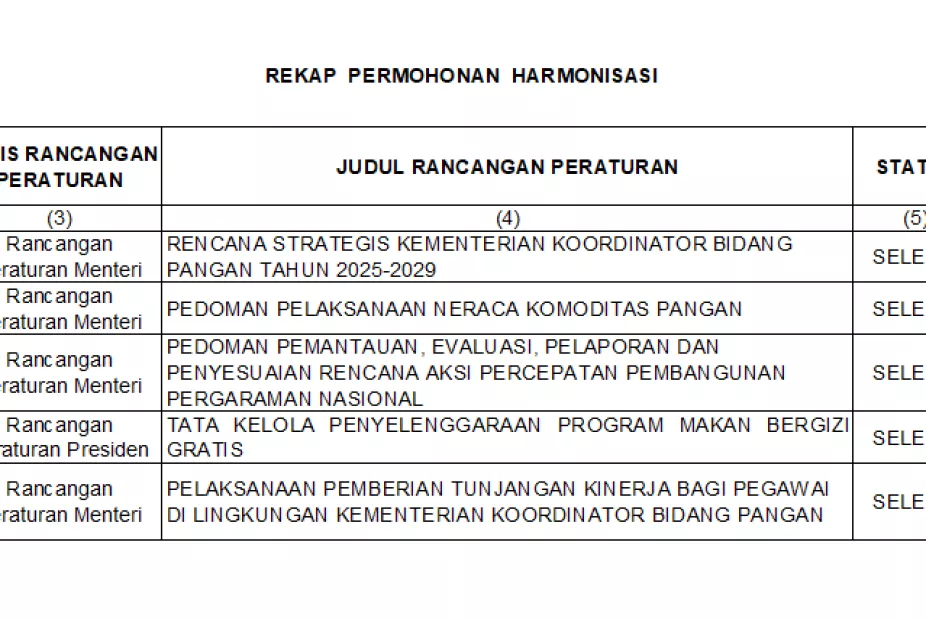 REKAP PERMOHONAN HARMONISASI
IS RANCANGAN
PERATURAN
JUDUL RANCANGAN PERATURAN
STAT
(3)
(4)
(5)
Rancangan
eraturan Menteri
RENCANA STRATEGIS KEMENTERIAN KOORDINATOR BIDANG
PANGAN TAHUN 2025-2029
SELE
Rancangan
eraturan Menteri
PEDOMAN PELAKSANAAN NERACA KOMODITAS PANGAN
SELE
Rancangan
eraturan Menteri
PEDOMAN PEMANTAUAN, EVALUASI, PELAPORAN DAN
PENYESUAIAN RENCANA AKSI PERCEPATAN PEMBANGUNAN
PERGARAMAN NASIONAL
SELE
Rancangan
raturan Presiden
TATA KELOLA PENYELENGGARAAN PROGRAM MAKAN BERGIZI
GRATIS
SELE
Rancangan
eraturan Menteri
PELAKSANAAN PEMBERIAN TUNJANGAN KINERJA BAGI PEGAWAI
DI LINGKUNGAN KEMENTERIAN KOORDINATOR BIDANG PANGAN
SELE